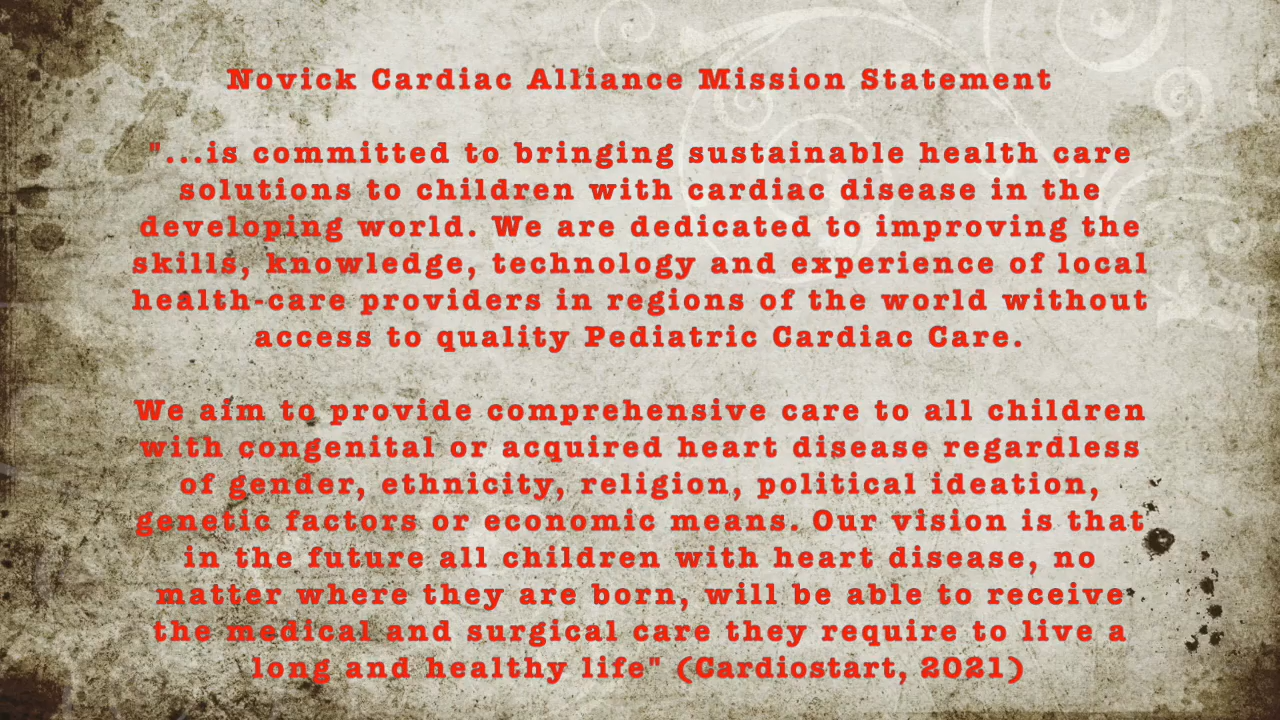 Novick Cardiac Alliance Mission Statement
"...is committed to bringing sustainable health care
solutions to children with cardiac disease in the
developing world. We are dedicated to improving the
skills, knowledge, technology and experience of local
health-care providers in regions of the world without
access to quality Pediatric Cardiac Care.
We aim to provide comprehensive care to all children
with congenital or acquired heart disease regardless
of gender, ethnicity, religion, political ideation,
genetic factors or economic means. Our vision is that
in the future all children with heart disease, no
matter where they are born, will be able to receive
the medical and surgical care they require to live a
long and healthy life" (Cardiostart, 2021)